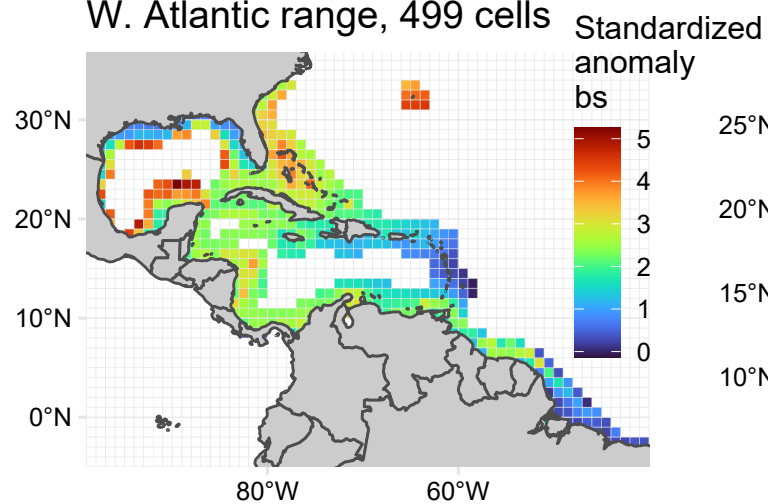 W. Atlantic range, 499 cells
Standardized
anomaly
bs
5
4
3
2
1
0
30°N
20°N
10°N
0°N
80°W
60°W
25°N
20°N
15°N
10°N